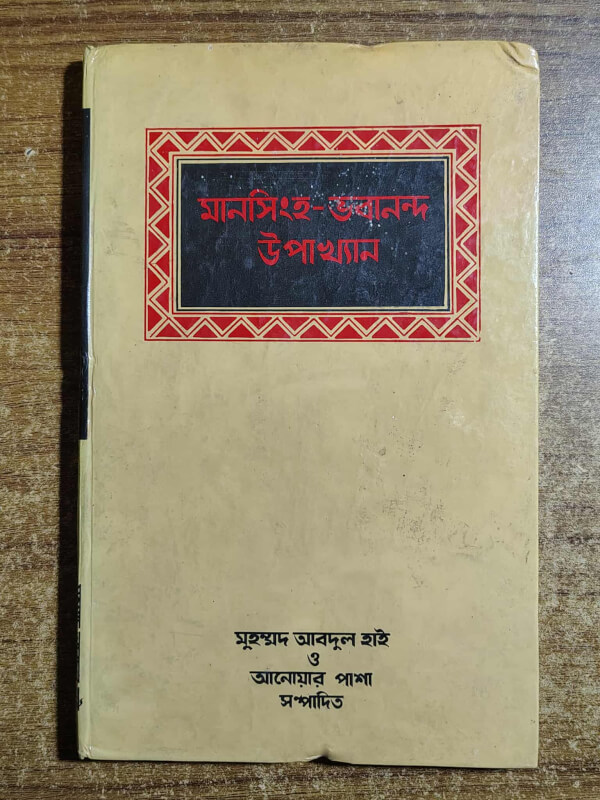 মানসিংহ-ভবানন্দ
উপাখ্যান
মুহম্মদ আবদুল হাই
ও
আনোয়ার পাশা
সম্পাদিত